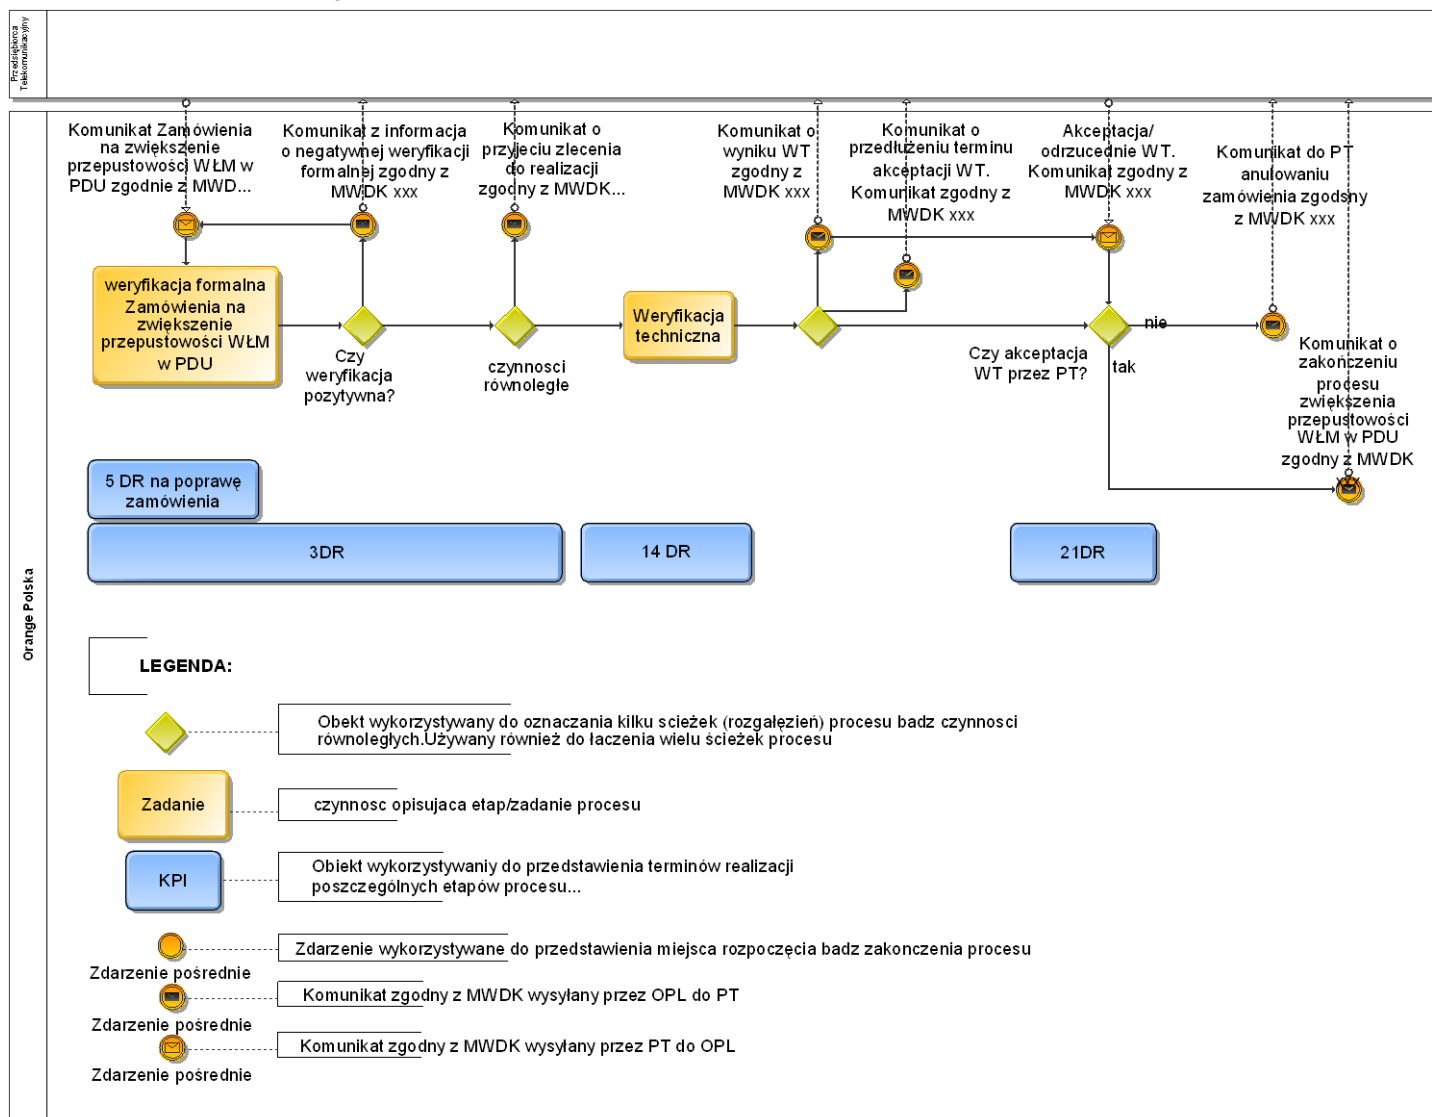 Przedsiębiorca
Telekomunikacyjny
Orange Polska
Komunikat Zamówienia
na zwiększenie
przepustowości WŁM w
PDU zgodnie z MWD...
Komunikat z informacja
o negatywnej weryfikacji
formalnej zgodny z
MWDK xxx
Komunikat o
przyjeciu zlecenia
do realizacji
zgodny z MWDK...
Komunikat o
wyniku WT
zgodny z
MWDK xxx
Komunikat o
przedłużeniu terminu
akceptacji WT.
Komunikat zgodny z
MWDK xxx
Akceptacja/
odrzucednie WT.
Komunikat zgodny z
MWDK xxx
Komunikat do PT
anulowaniu
zamówienia zgodsny
z MWDK xxx
weryfikacja formalna
Zamówienia na
zwiększenie
przepustowości WŁM
w PDU
Czy
weryfikacja
pozytywna?
czynnosci
równoległe
Weryfikacja
techniczna
Czy akceptacja
WT przez PT?
nie
tak
Komunikat o
zakończeniu
procesu
zwiększenia
przepustowości
WŁM w PDU
zgodny z MWDK
xxx
5 DR na poprawę
zamówienia
3DR
14 DR
21DR
LEGENDA:
Obekt wykorzystywany do oznaczania kilku scieżek (rozgałęzień) procesu badz czynnosci
równoległych.Używany również do łaczenia wielu ścieżek procesu
Zadanie
czynnosc opisujaca etap/zadanie procesu
KPI
Obiekt wykorzystywaniy do przedstawienia terminów realizacji
poszczególnych etapów procesu...
Zdarzenie wykorzystywane do przedstawienia miejsca rozpoczęcia badz zakonczenia procesu
Zdarzenie pośrednie
Komunikat zgodny z MWDK wysyłany przez OPL do PT
Zdarzenie pośrednie
Komunikat zgodny z MWDK wysyłany przez PT do OPL
Zdarzenie pośrednie